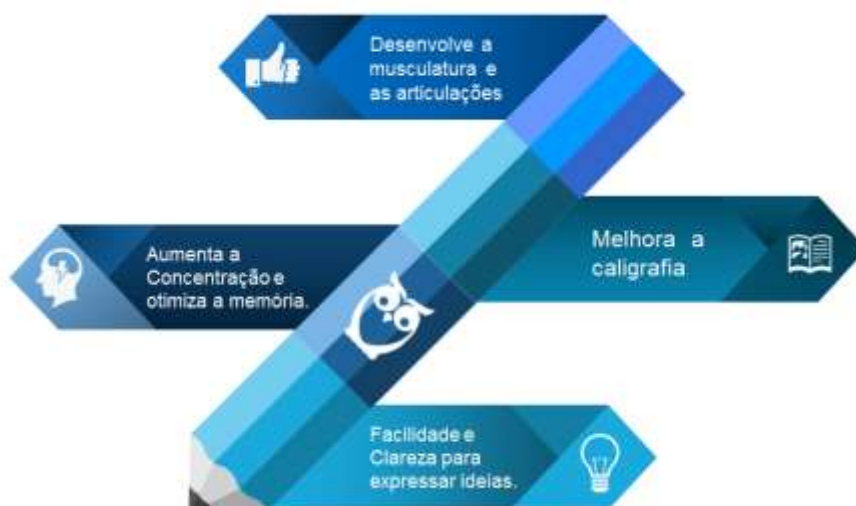 Desenvolve a
musculatura e
as articulações
Aumenta a
Concentração e
otimiza a memória.
Melhora a
caligrafia
Facilidade e
Clareza para
expressar ideias.